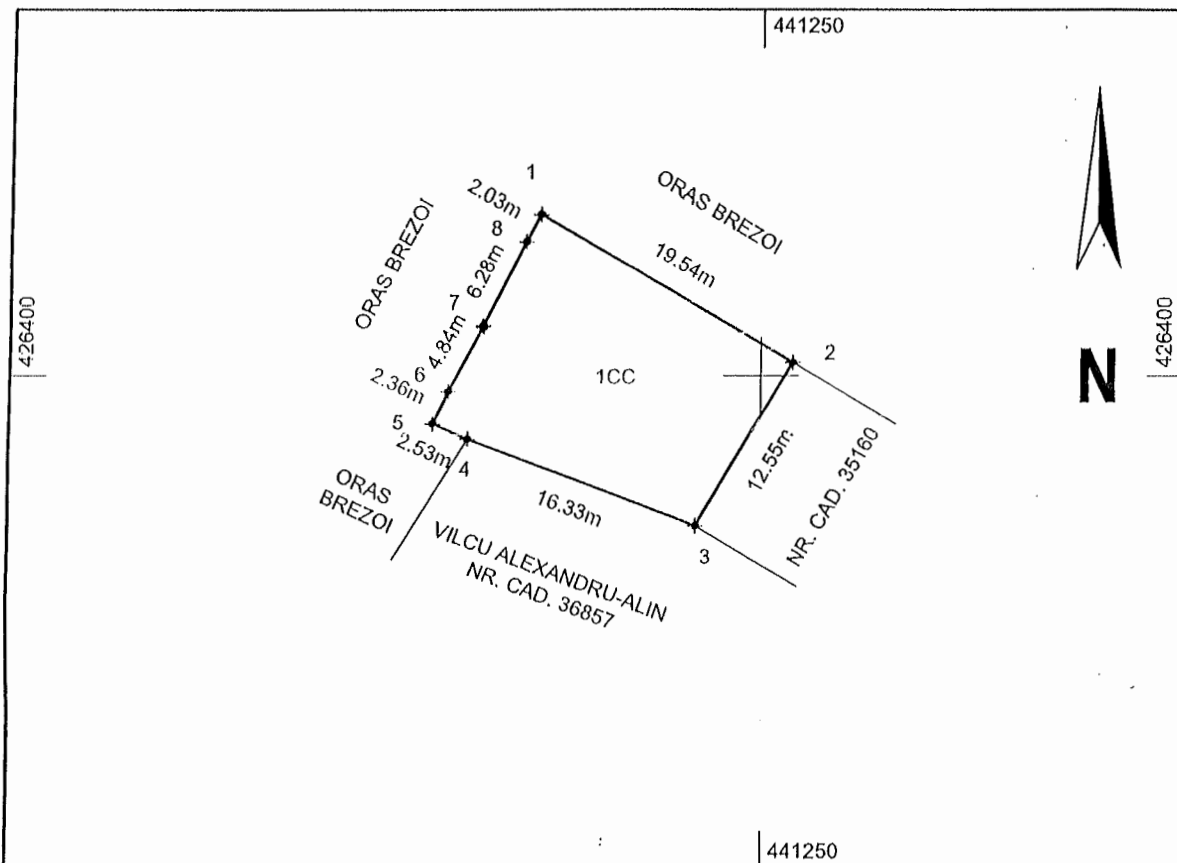 441250
1
ORAS BREZOI
2.03m
8
ORAS BREZOI
19.54m
6.28m
7
426400
426400
4.84m
2
N
6
2.36m
1CC
5
2.53m
4
12.55m
NR. CAD. 35160
ORAS
BREZOI
16.33m
3
VILCU ALEXANDRU-ALIN
NR. CAD. 36857
441250